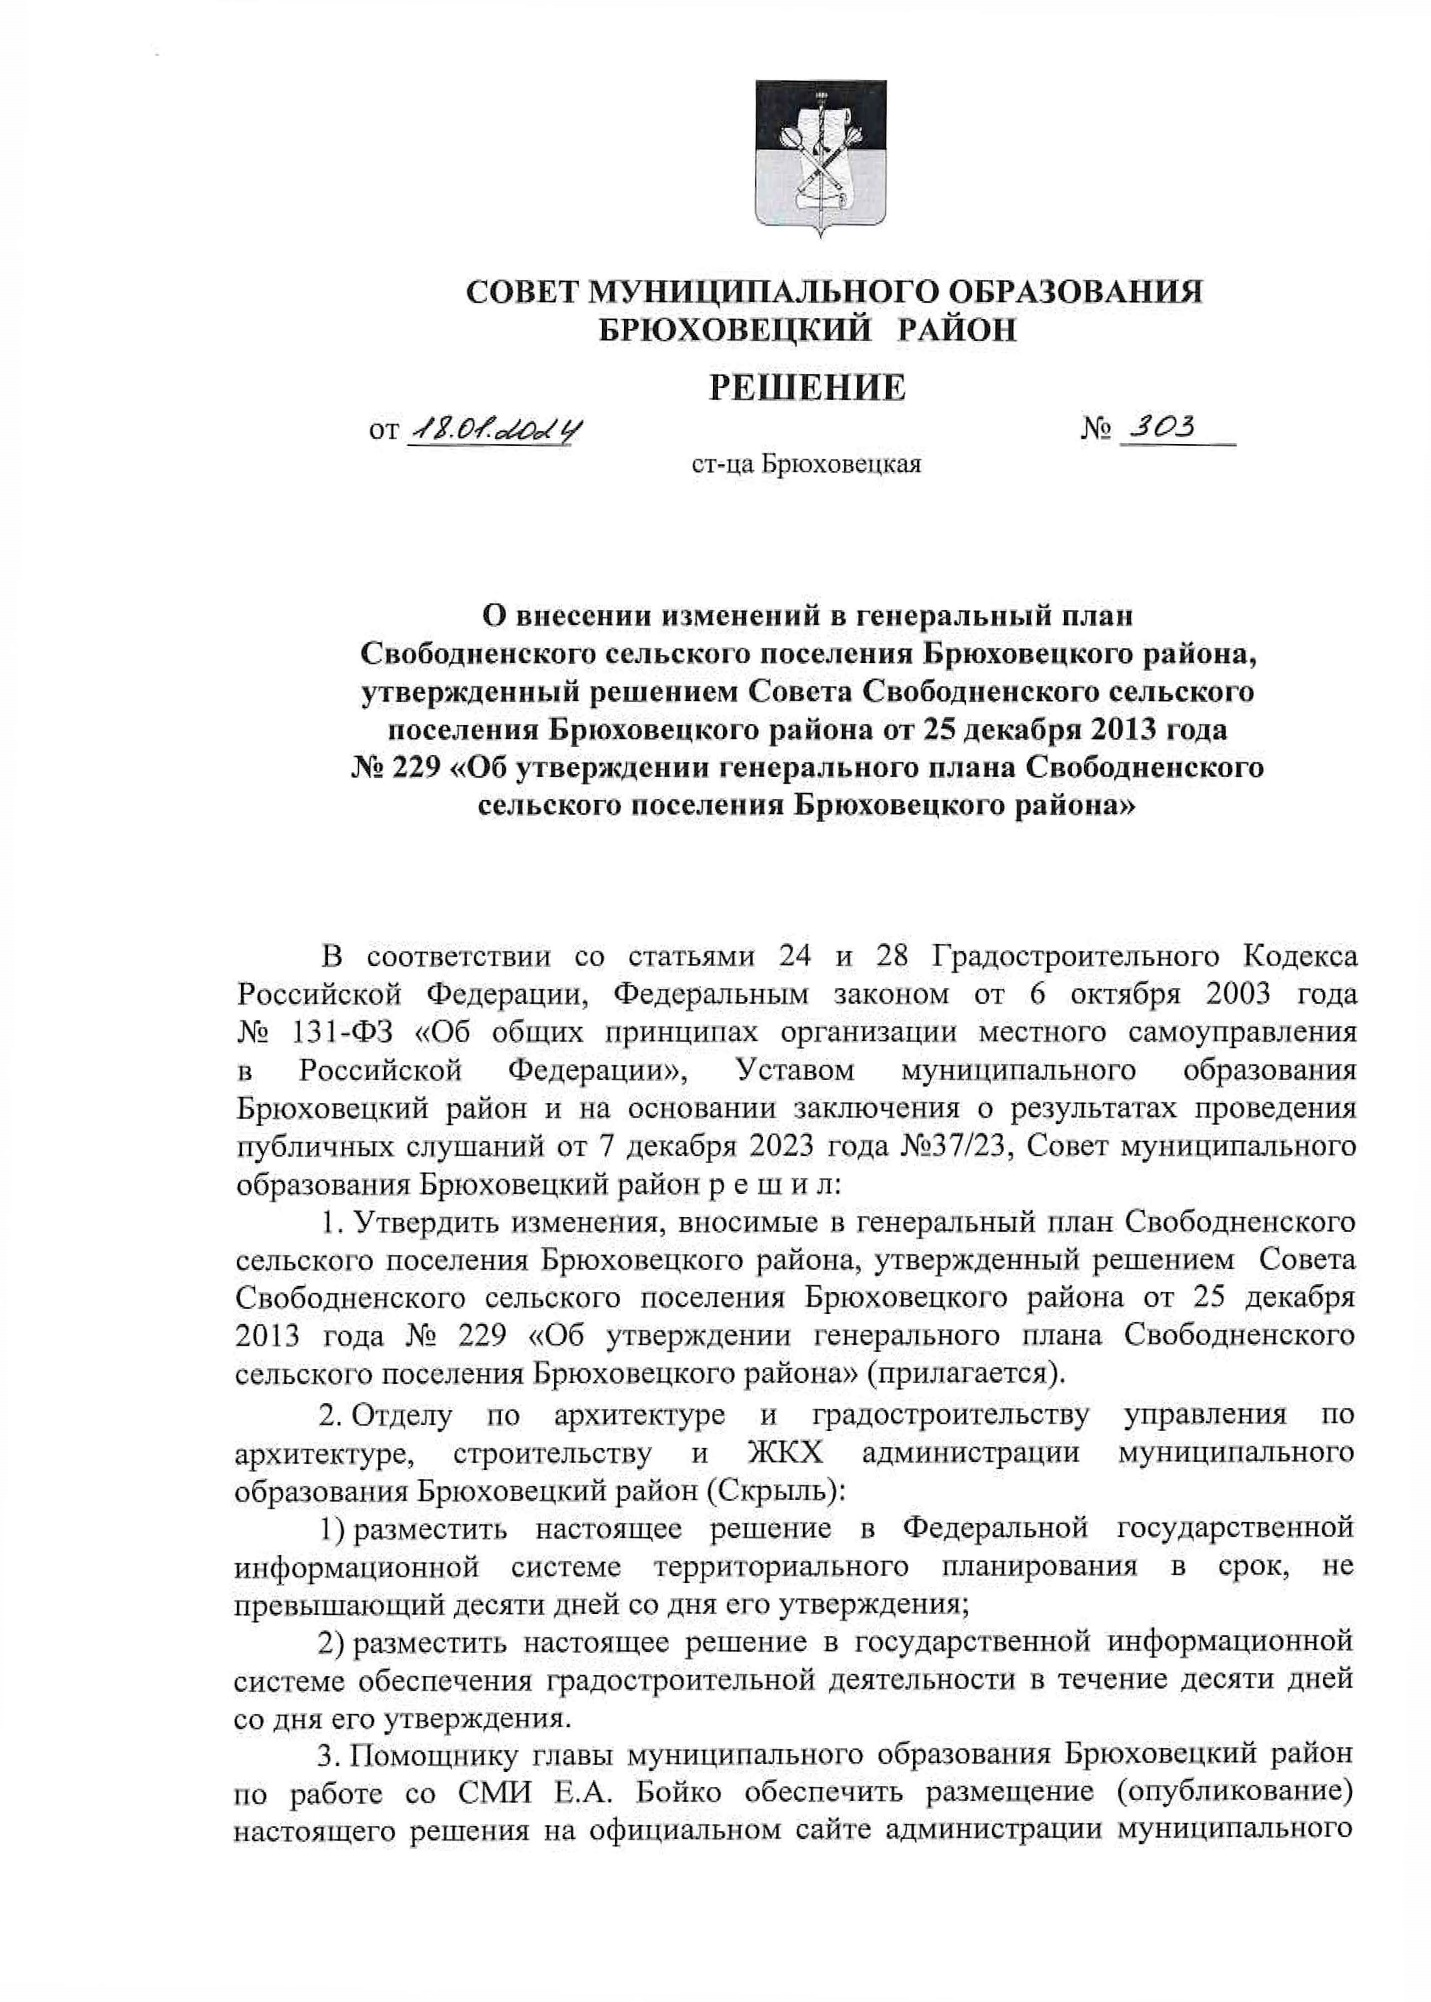 СОВЕТ МУНИЦИПАЛЬНОГО ОБРАЗОВАНИЯ
БРЮХОВЕЦКИЙ РАЙОН
РЕШЕНИЕ
от 18.01.2024 № 303
ст-ца Брюховецкая
О внесении изменений в генеральный план
Свободненского сельского поселения Брюховецкого района,
утвержденный решением Совета Свободненского сельского
поселения Брюховецкого района от 25 декабря 2013 года
№ 229 «Об утверждении генерального плана Свободненского
сельского поселения Брюховецкого района»
В соответствии со статьями 24 и 28 Градостроительного Кодекса
Российской Федерации, Федеральным законом от 6 октября 2003 года
№ 131-ФЗ «Об общих принципах организации местного самоуправления
в Российской Федерации», Уставом муниципального образования
Брюховецкий район и на основании заключения о результатах проведения
публичных слушаний от 7 декабря 2023 года №37/23, Совет муниципального
образования Брюховецкий район р е ш и л:
1. Утвердить изменения, вносимые в генеральный план Свободненского
сельского поселения Брюховецкого района, утвержденный решением Совета
Свободненского сельского поселения Брюховецкого района от 25 декабря
2013 года № 229 «Об утверждении генерального плана Свободненского
сельского поселения Брюховецкого района» (прилагается).
2. Отделу по архитектуре и градостроительству управления по
архитектуре, строительству и ЖКХ администрации муниципального
образования Брюховецкий район (Скрыль):
1) разместить настоящее решение в Федеральной государственной
информационной системе территориального планирования в срок, не
превышающий десяти дней со дня его утверждения;
2) разместить настоящее решение в государственной информационной
системе обеспечения градостроительной деятельности в течение десяти дней
со дня его утверждения.
3. Помощнику главы муниципального образования Брюховецкий район
по работе со СМИ Е.А. Бойко обеспечить размещение (опубликование)
настоящего решения на официальном сайте администрации муниципального